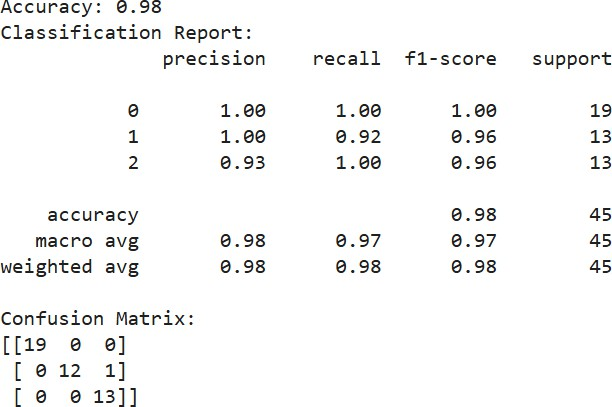 Accuracy: 0.98
Classification Report:
              precision    recall  f1-score   support

           0       1.00      1.00      1.00        19
           1       1.00      0.92      0.96        13
           2       0.93      1.00      0.96        13

    accuracy                           0.98        45
   macro avg       0.98      0.97      0.97        45
weighted avg       0.98      0.98      0.98        45

Confusion Matrix:
[[19  0  0]
 [ 0 12  1]
 [ 0  0 13]]